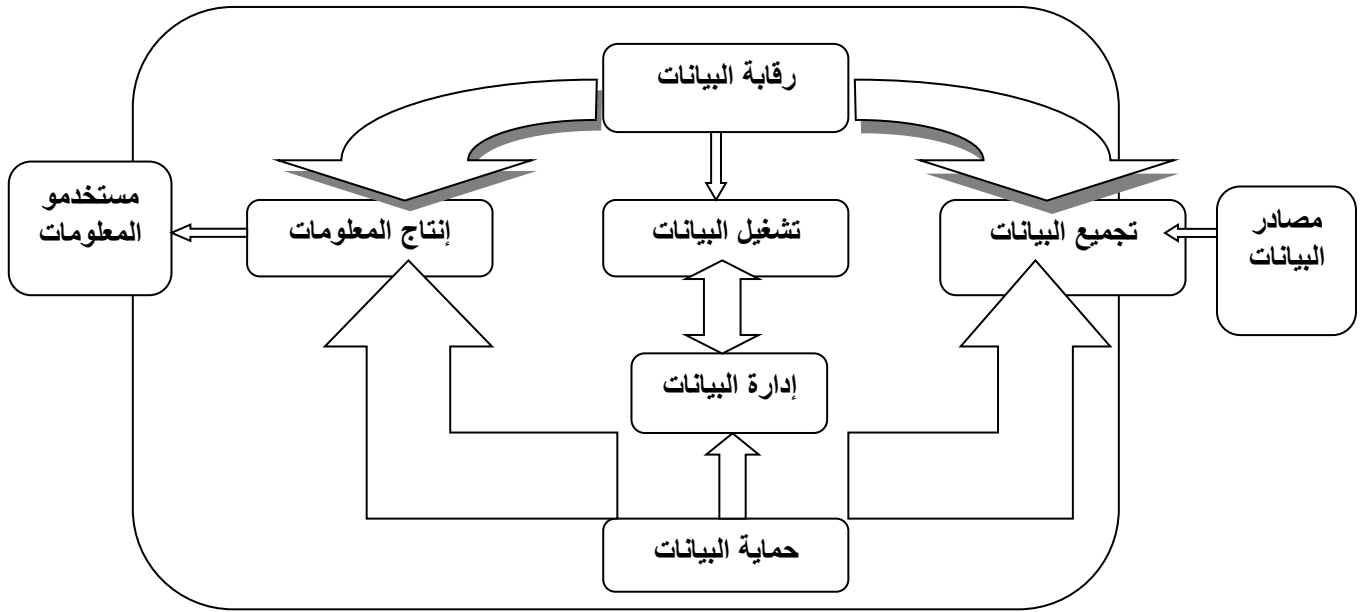 رقابة البيانات
مصادر
البيانات
تجميع البيانات
تشغيل البيانات
إنتاج المعلومات
مستخدمو
المعلومات
إدارة البيانات
حماية البيانات